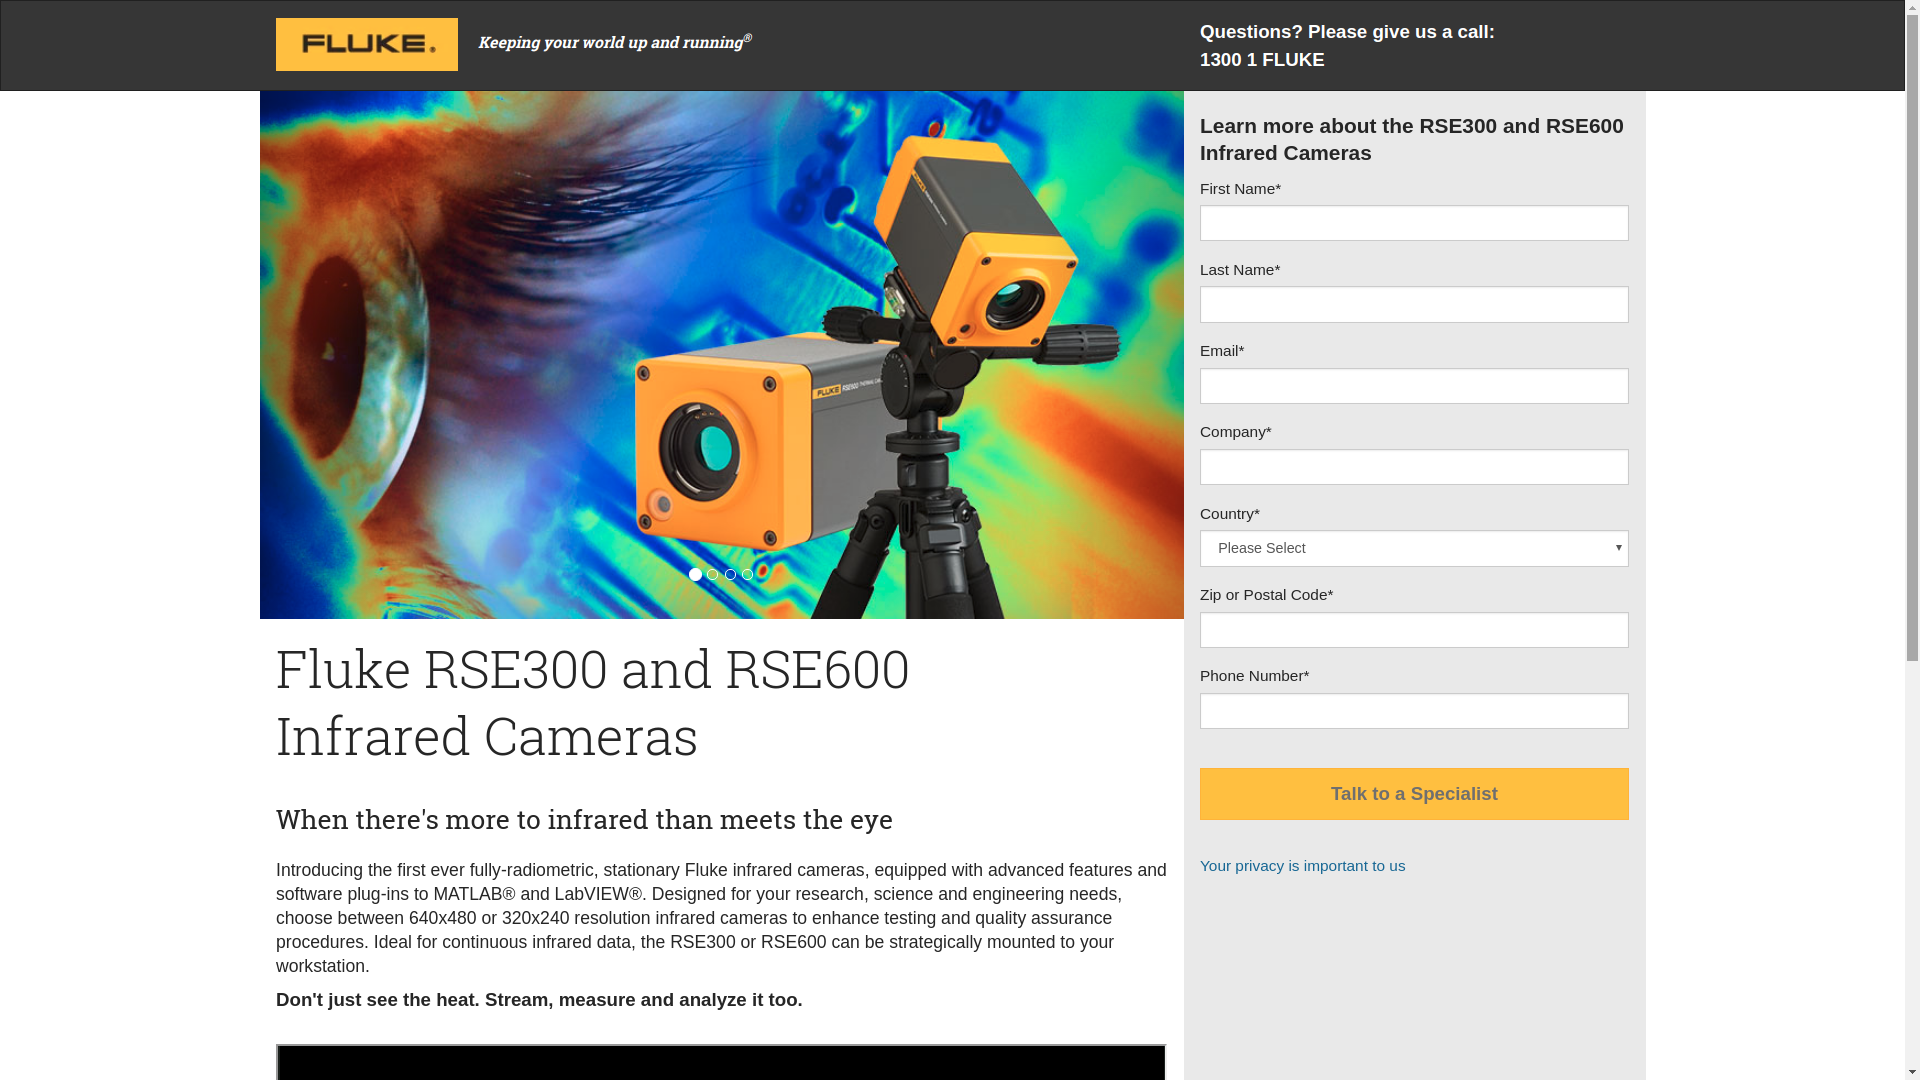 FLUKE®
Keeping your world up and running®
Questions? Please give us a call:
1300 1 FLUKE
FLUKE RSE600
Learn more about the RSE300 and RSE600
Infrared Cameras
First Name*
Last Name*
Email*
Company*
Country*
Please Select
Zip or Postal Code*
Phone Number*
Talk to a Specialist
Your privacy is important to us
Fluke RSE300 and RSE600
Infrared Cameras
When there's more to infrared than meets the eye
Introducing the first ever fully-radiometric, stationary Fluke infrared cameras, equipped with advanced features and
software plug-ins to MATLAB® and LabVIEW®. Designed for your research, science and engineering needs,
choose between 640x480 or 320x240 resolution infrared cameras to enhance testing and quality assurance
procedures. Ideal for continuous infrared data, the RSE300 or RSE600 can be strategically mounted to your
workstation.
Don't just see the heat. Stream, measure and analyze it too.